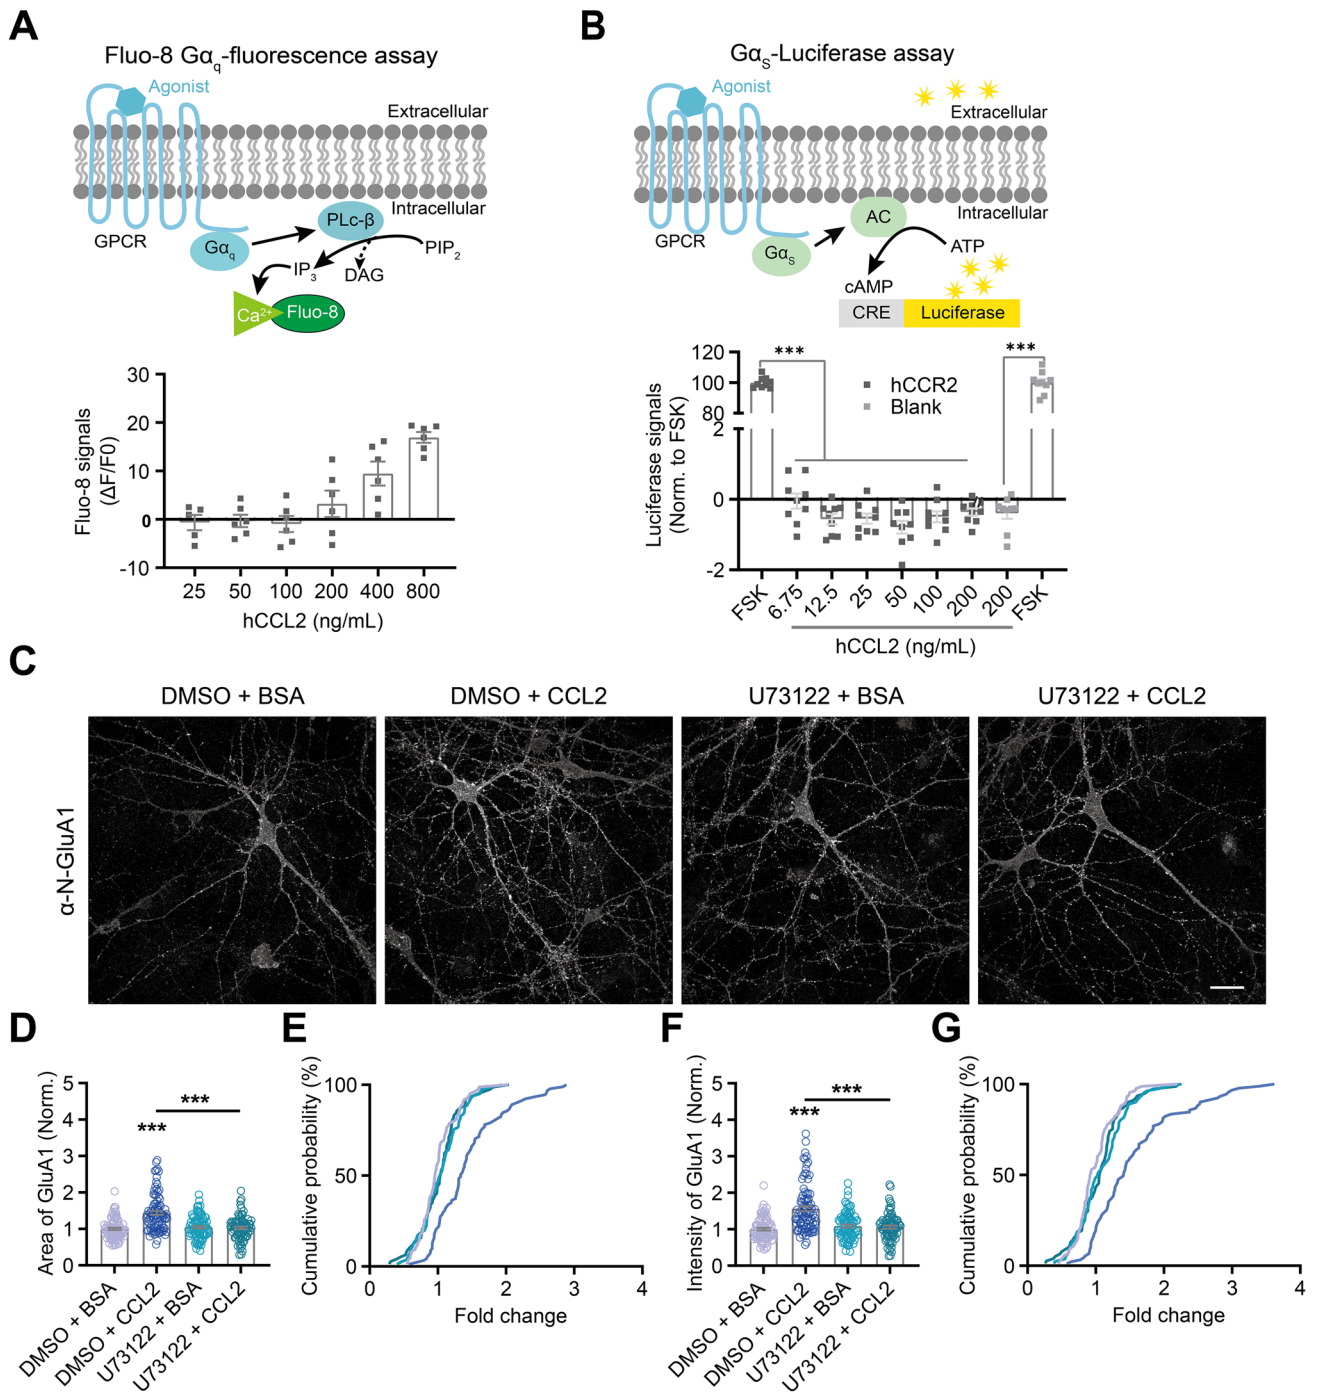 A
Fluo-8 Gαq-fluorescence assay
Agonist
Extracellular
Intracellular
GPCR
Gαq
PLc-β
PIP2
IP3
DAG
Ca2+
Fluo-8
30
20
10
0
-10
Fluo-8 signals
(ΔF/F0)
25 50 100 200 400 800
hCCL2 (ng/mL)
B
GαS-Luciferase assay
Agonist
Extracellular
Intracellular
GPCR
GαS
AC
ATP
cAMP
CRE
Luciferase
120
100
80
2
0
-2
Luciferase signals
(Norm. to FSK)
***
***
hCCR2
Blank
FSK 6.75 12.5 25 50 100 200 200 FSK
hCCL2 (ng/mL)
C
DMSO + BSA
DMSO + CCL2
U73122 + BSA
U73122 + CCL2
α-N-GluA1
D
Area of GluA1 (Norm.)
5
4
3
2
1
0
***
***
DMSO + BSA
DMSO + CCL2
U73122 + BSA
U73122 + CCL2
E
Cumulative probability (%)
100
50
0
0 1 2 3 4
Fold change
F
Intensity of GluA1 (Norm.)
5
4
3
2
1
0
***
***
DMSO + BSA
DMSO + CCL2
U73122 + BSA
U73122 + CCL2
G
Cumulative probability (%)
100
50
0
0 1 2 3 4
Fold change